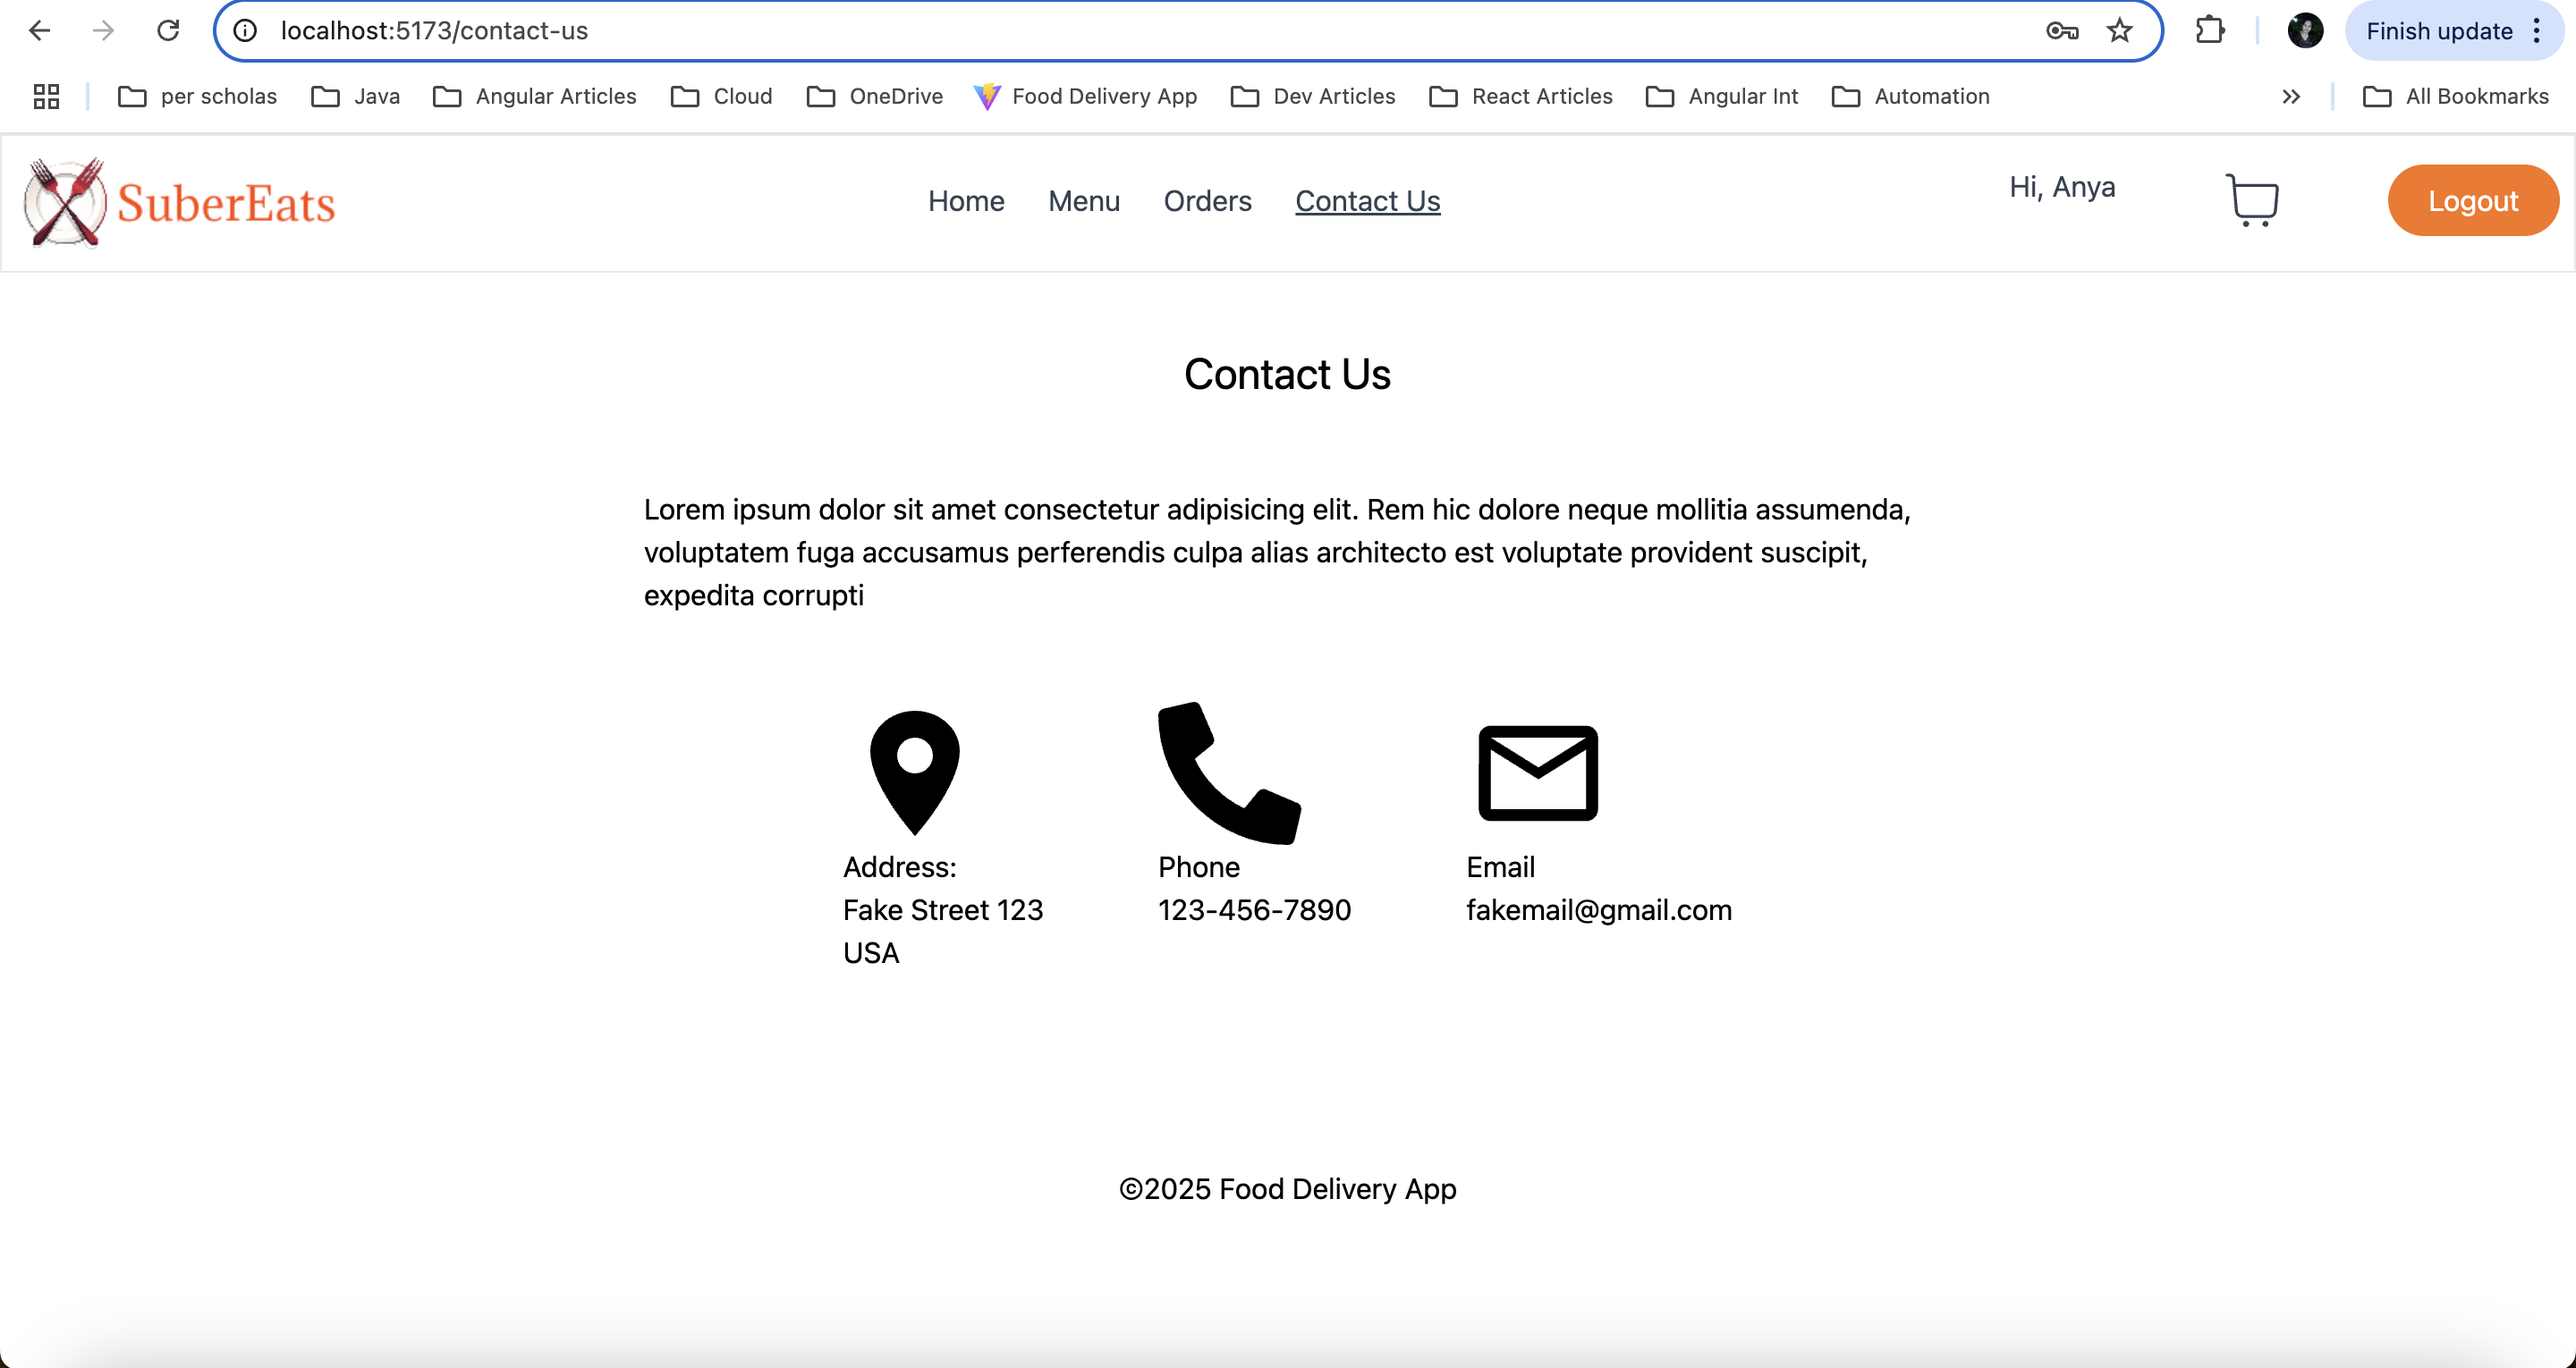 localhost:5173/contact-us
Finish update
per scholas Java Angular Articles Cloud OneDrive Food Delivery App Dev Articles React Articles Angular Int Automation All Bookmarks
SuberEats
Home Menu Orders Contact Us
Hi, Anya
Logout
Contact Us
Lorem ipsum dolor sit amet consectetur adipisicing elit. Rem hic dolore neque mollitia assumenda,
voluptatem fuga accusamus perferendis culpa alias architecto est voluptate provident suscipit,
expedita corrupti
Address:
Fake Street 123
USA
Phone
123-456-7890
Email
fakemail@gmail.com
©2025 Food Delivery App